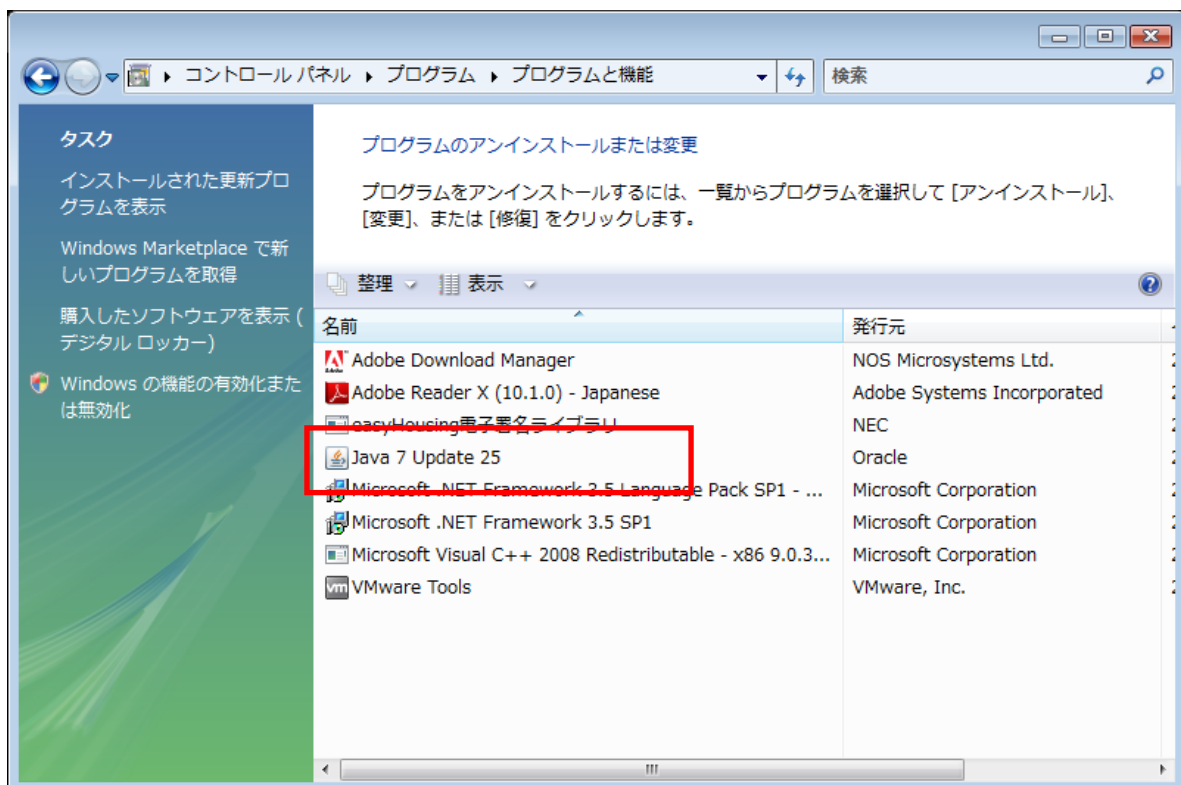 コントロール パネル ▸ プログラム ▸ プログラムと機能
検索
タスク
インストールされた更新プロ
グラムを表示
Windows Marketplace で新
しいプログラムを取得
購入したソフトウェアを表示 (
デジタル ロッカー)
Windows の機能の有効化また
は無効化
プログラムのアンインストールまたは変更
プログラムをアンインストールするには、一覧からプログラムを選択して [アンインストール]、
[変更]、または [修復] をクリックします。
整理 表示
名前 発行元
Adobe Download Manager NOS Microsystems Ltd.
Adobe Reader X (10.1.0) - Japanese Adobe Systems Incorporated
easyHousing電子署名ライブラリ NEC
Java 7 Update 25 Oracle
Microsoft .NET Framework 3.5 Language Pack SP1 - ... Microsoft Corporation
Microsoft .NET Framework 3.5 SP1 Microsoft Corporation
Microsoft Visual C++ 2008 Redistributable - x86 9.0.3... Microsoft Corporation
VMware Tools VMware, Inc.